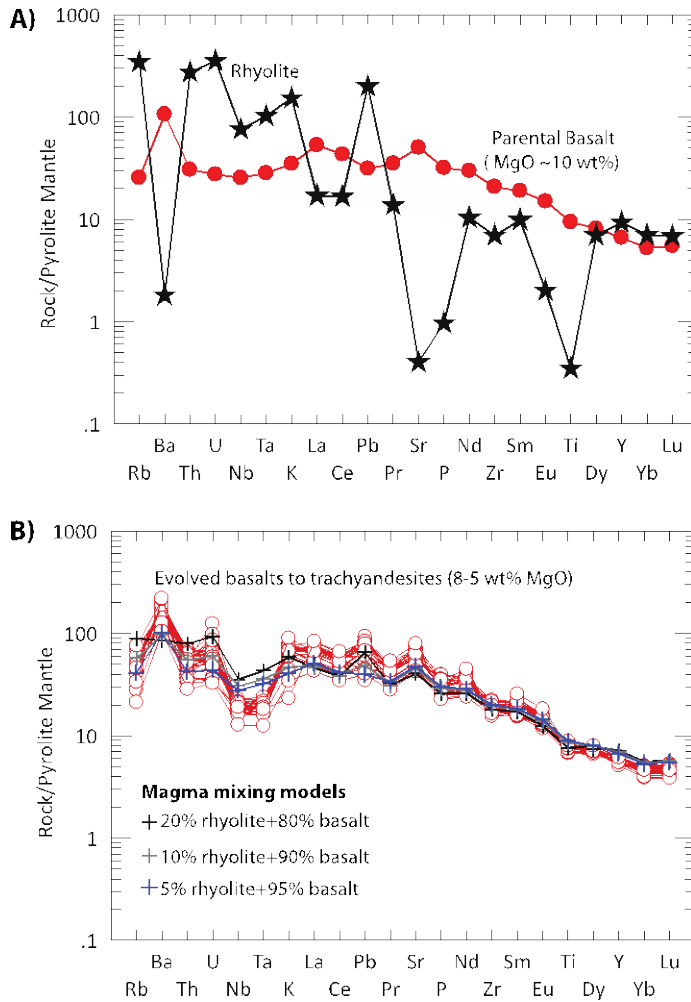 A)
1000
100
10
1
.1
Rock/Pyrolite Mantle
Rhyolite
Parental Basalt
( MgO ~10 wt%)
Ba U Ta La Pb Sr Nd Sm Ti Y Lu
Rb Th Nb K Ce Pr P Zr Eu Dy Yb
B)
1000
100
10
1
.1
Rock/Pyrolite Mantle
Evolved basalts to trachyandesites (8-5 wt% MgO)
Magma mixing models
20% rhyolite+80% basalt
10% rhyolite+90% basalt
5% rhyolite+95% basalt
Ba U Ta La Pb Sr Nd Sm Ti Y Lu
Rb Th Nb K Ce Pr P Zr Eu Dy Yb